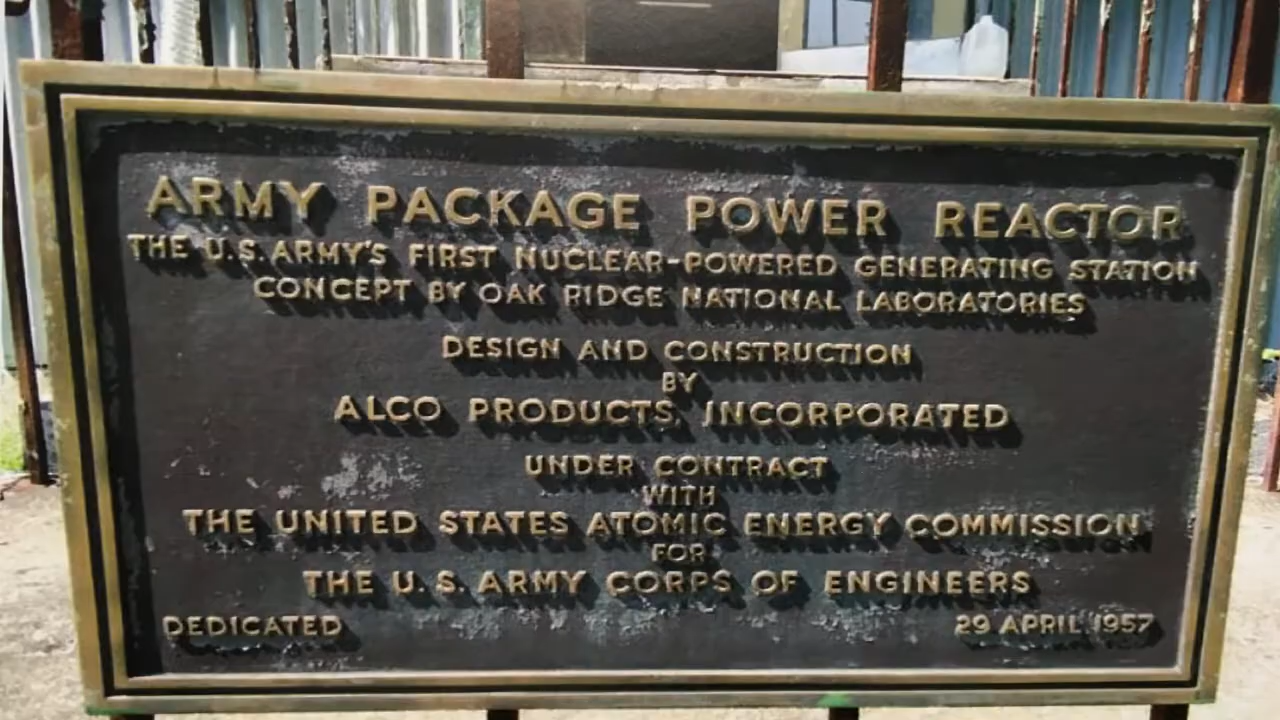 ARMY PACKAGE POWER REACTOR
THE U.S. ARMY'S FIRST NUCLEAR-POWERED GENERATING STATION
CONCEPT BY OAK RIDGE NATIONAL LABORATORIES
DESIGN AND CONSTRUCTION
BY
ALCO PRODUCTS, INCORPORATED
UNDER CONTRACT
WITH
THE UNITED STATES ATOMIC ENERGY COMMISSION
FOR
THE U.S. ARMY CORPS OF ENGINEERS
DEDICATED 29 APRIL 1957